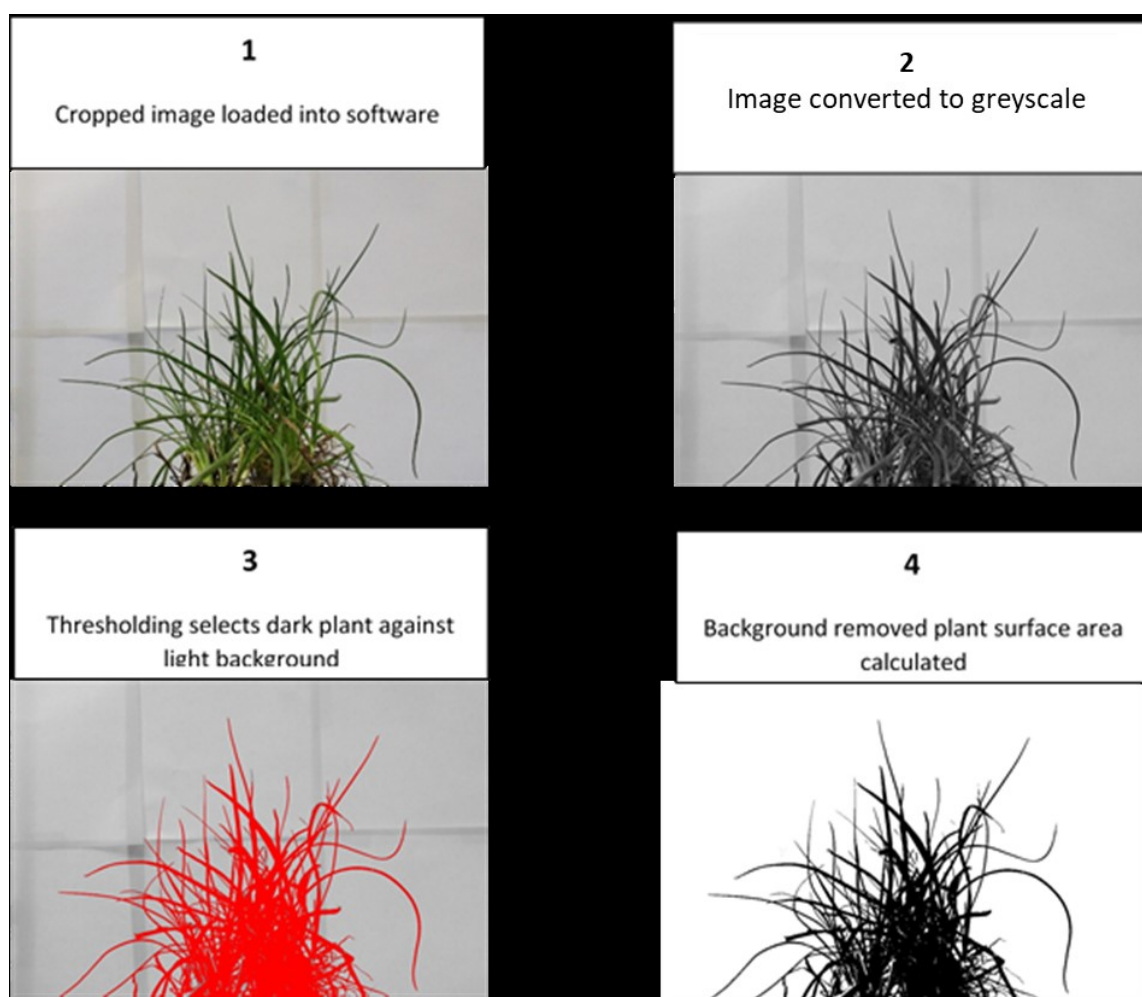 1
Cropped image loaded into software
2
Image converted to greyscale
3
Thresholding selects dark plant against
light background
4
Background removed plant surface area
calculated